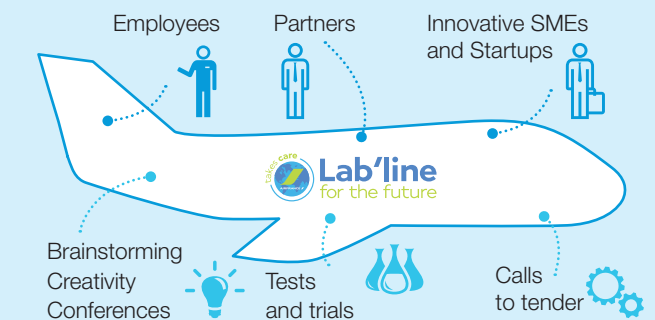 Employees
Partners
Innovative SMEs
and Startups
takes care
Lab'line
for the future
Brainstorming
Creativity
Conferences
Tests
and trials
Calls
to tender